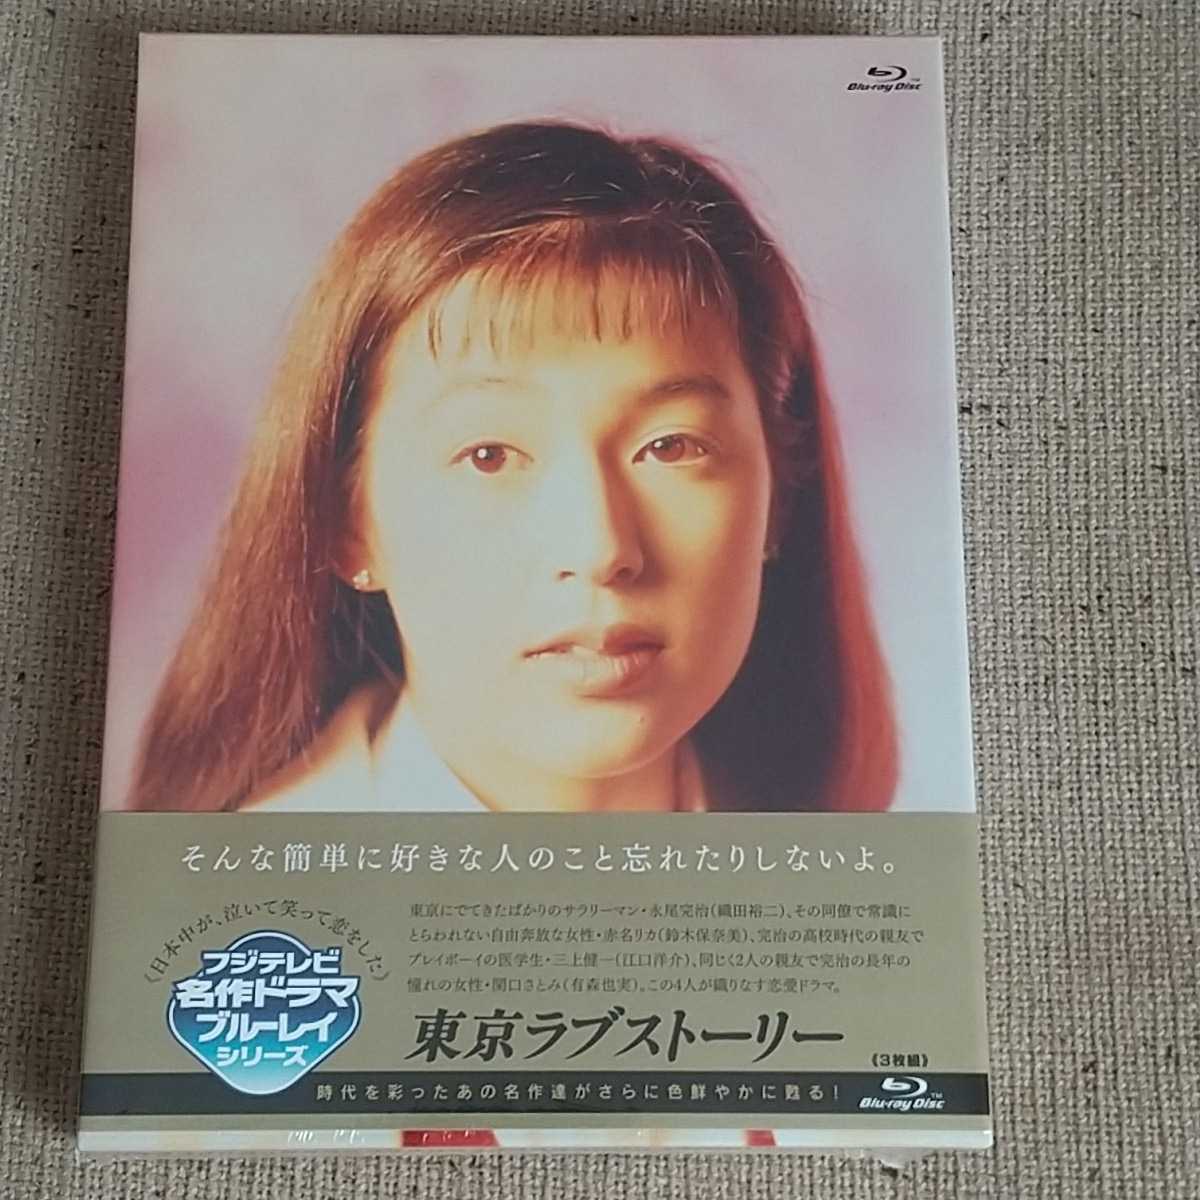 Blu-ray Disc
そんな簡単に好きな人のこと忘れたりしないよ。
《日本中が、泣いて笑って恋をした》
フジテレビ
名作ドラマ
ブルーレイ
シリーズ
東京にでてきたばかりのサラリーマン・永尾完治(織田裕二)、その同僚で常識に
とらわれない自由奔放な女性・赤名リカ(鈴木保奈美)、完治の高校時代の親友で
プレイボーイの医学生・三上健一(江口洋介)、同じく2人の親友で完治の長年の
憧れの女性・関口さとみ(有森也実)。この4人が織りなす恋愛ドラマ。
東京ラブストーリー
《3枚組》
時代を彩ったあの名作達がさらに色鮮やかに甦る!
Blu-ray Disc™